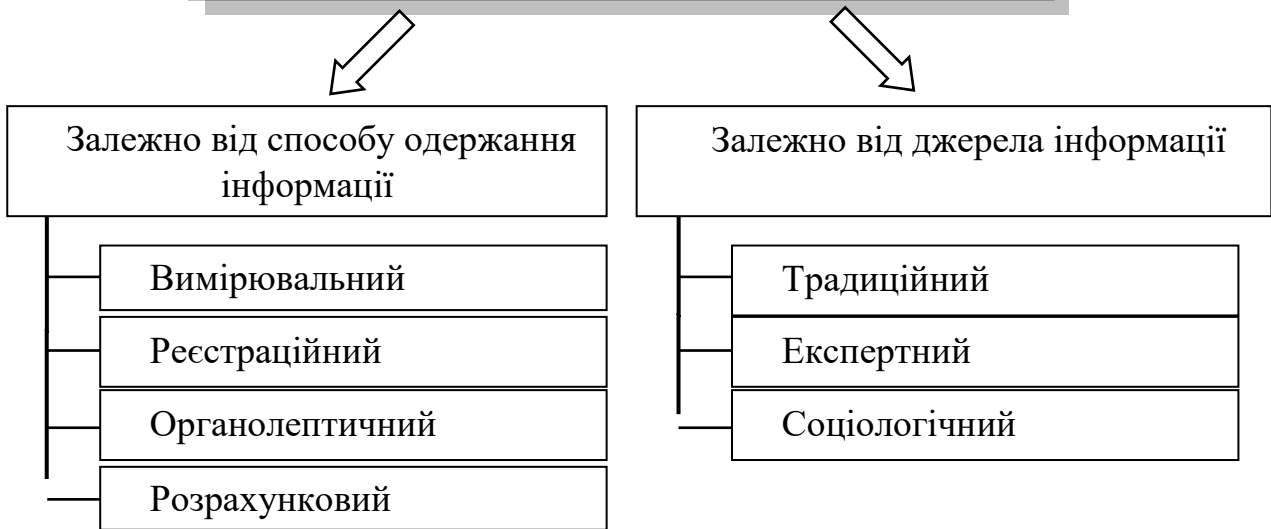 Залежно від способу одержання
інформації
Вимірювальний
Реєстраційний
Органолептичний
Розрахунковий
Залежно від джерела інформації
Традиційний
Експертний
Соціологічний